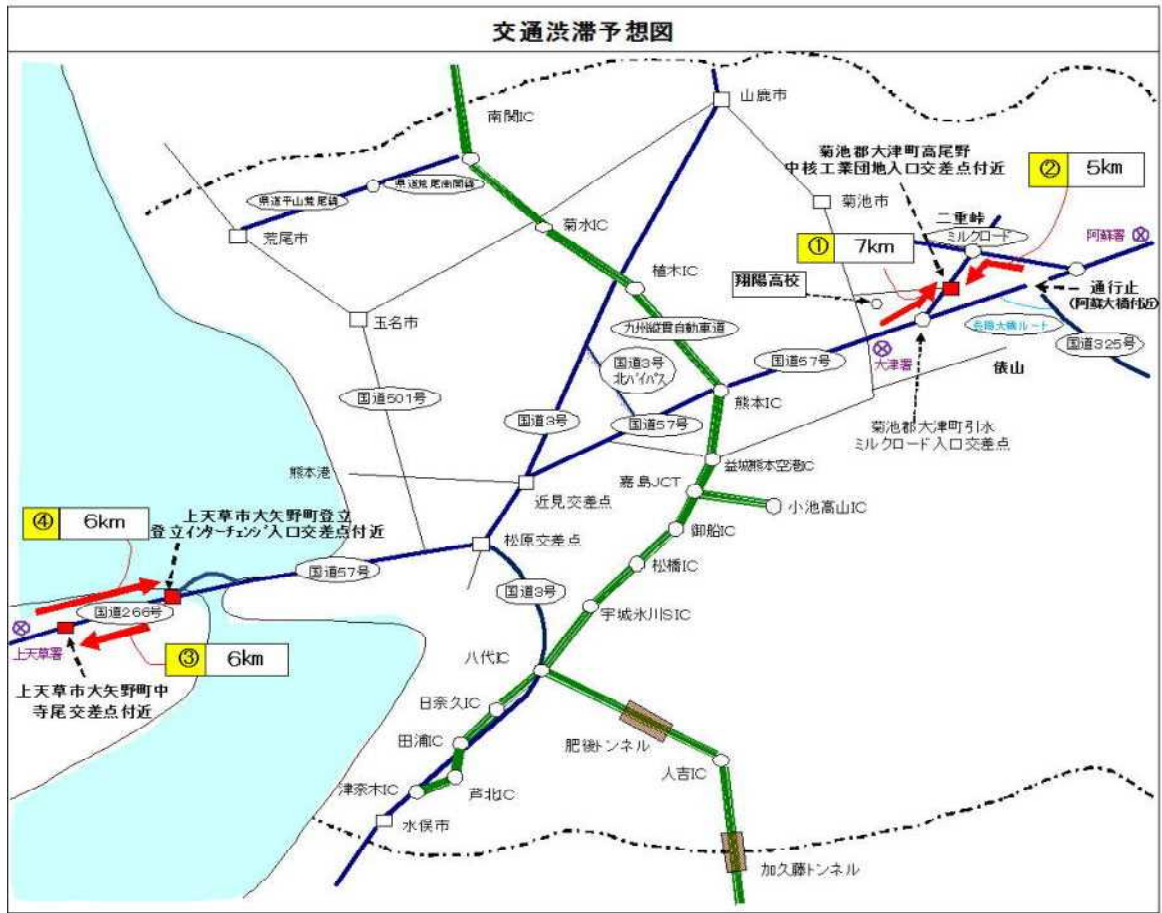 交通渋滞予想図
山鹿市
南関IC
菊池郡大津町高尾野
中核工業団地入口交差点付近
② 5km
県道荒尾南関線
県道平山荒尾線
菊池市
二重峠
ミルクロード
阿蘇署
荒尾市
菊水IC
① 7km
植木IC
翔陽高校
通行止
(阿蘇大橋付近)
玉名市
九州縦貫自動車道
長陽大橋ルート
国道325号
国道3号
北バイパス
国道57号
大津署
俵山
国道501号
熊本IC
国道3号
国道57号
菊池郡大津町引水
ミルクロード入口交差点
熊本港
益城熊本空港IC
近見交差点
嘉島JCT
小池高山IC
④ 6km
上天草市大矢野町登立
登立インターチェンジ入口交差点付近
御船IC
松原交差点
松橋IC
国道57号
国道3号
国道266号
宇城氷川SIC
上天草署
③ 6km
八代IC
上天草市大矢野町中
寺尾交差点付近
日奈久IC
田浦IC
肥後トンネル
人吉IC
津奈木IC
芦北IC
水俣市
加久藤トンネル